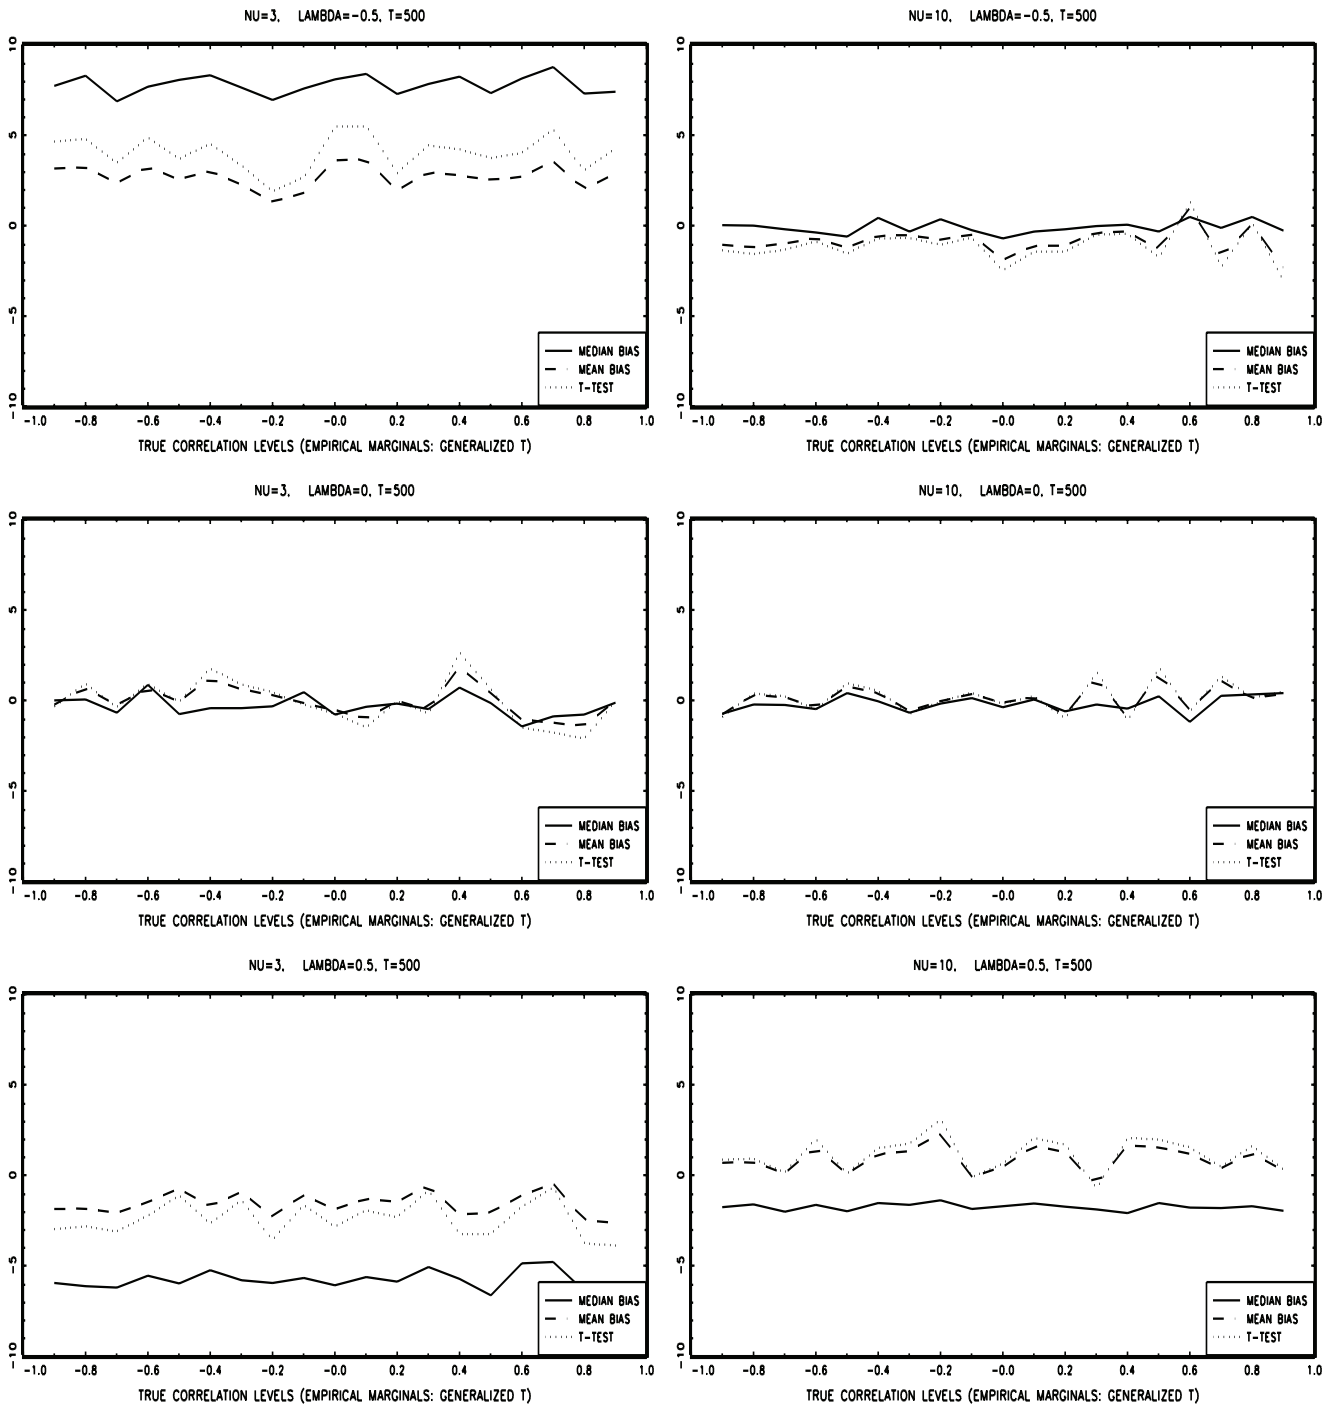 NU=3, LAMBDA=-0.5, T=500
10
5
0
-5
-10
MEDIAN BIAS
MEAN BIAS
T-TEST
-1.0 -0.8 -0.6 -0.4 -0.2 -0.0 0.2 0.4 0.6 0.8 1.0
TRUE CORRELATION LEVELS (EMPIRICAL MARGINALS: GENERALIZED T)
NU=10, LAMBDA=-0.5, T=500
10
5
0
-5
-10
MEDIAN BIAS
MEAN BIAS
T-TEST
-1.0 -0.8 -0.6 -0.4 -0.2 -0.0 0.2 0.4 0.6 0.8 1.0
TRUE CORRELATION LEVELS (EMPIRICAL MARGINALS: GENERALIZED T)
NU=3, LAMBDA=0, T=500
10
5
0
-5
-10
MEDIAN BIAS
MEAN BIAS
T-TEST
-1.0 -0.8 -0.6 -0.4 -0.2 -0.0 0.2 0.4 0.6 0.8 1.0
TRUE CORRELATION LEVELS (EMPIRICAL MARGINALS: GENERALIZED T)
NU=10, LAMBDA=0, T=500
10
5
0
-5
-10
MEDIAN BIAS
MEAN BIAS
T-TEST
-1.0 -0.8 -0.6 -0.4 -0.2 -0.0 0.2 0.4 0.6 0.8 1.0
TRUE CORRELATION LEVELS (EMPIRICAL MARGINALS: GENERALIZED T)
NU=3, LAMBDA=0.5, T=500
10
5
0
-5
-10
MEDIAN BIAS
MEAN BIAS
T-TEST
-1.0 -0.8 -0.6 -0.4 -0.2 -0.0 0.2 0.4 0.6 0.8 1.0
TRUE CORRELATION LEVELS (EMPIRICAL MARGINALS: GENERALIZED T)
NU=10, LAMBDA=0.5, T=500
10
5
0
-5
-10
MEDIAN BIAS
MEAN BIAS
T-TEST
-1.0 -0.8 -0.6 -0.4 -0.2 -0.0 0.2 0.4 0.6 0.8 1.0
TRUE CORRELATION LEVELS (EMPIRICAL MARGINALS: GENERALIZED T)